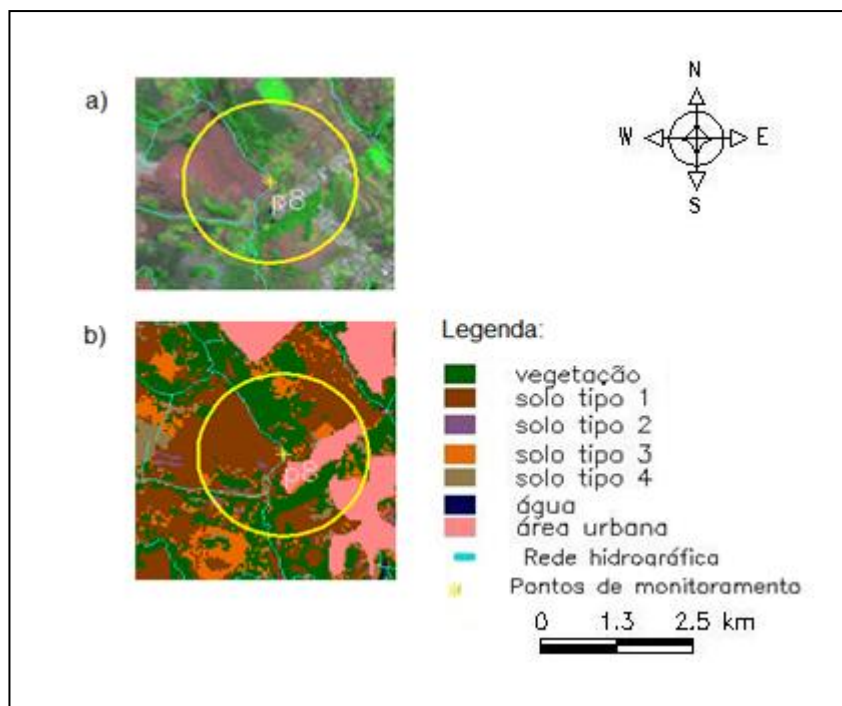 a)
p8
N
W E
S
b)
p8
Legenda:
vegetação
solo tipo 1
solo tipo 2
solo tipo 3
solo tipo 4
água
área urbana
Rede hidrográfica
Pontos de monitoramento
0 1.3 2.5 km